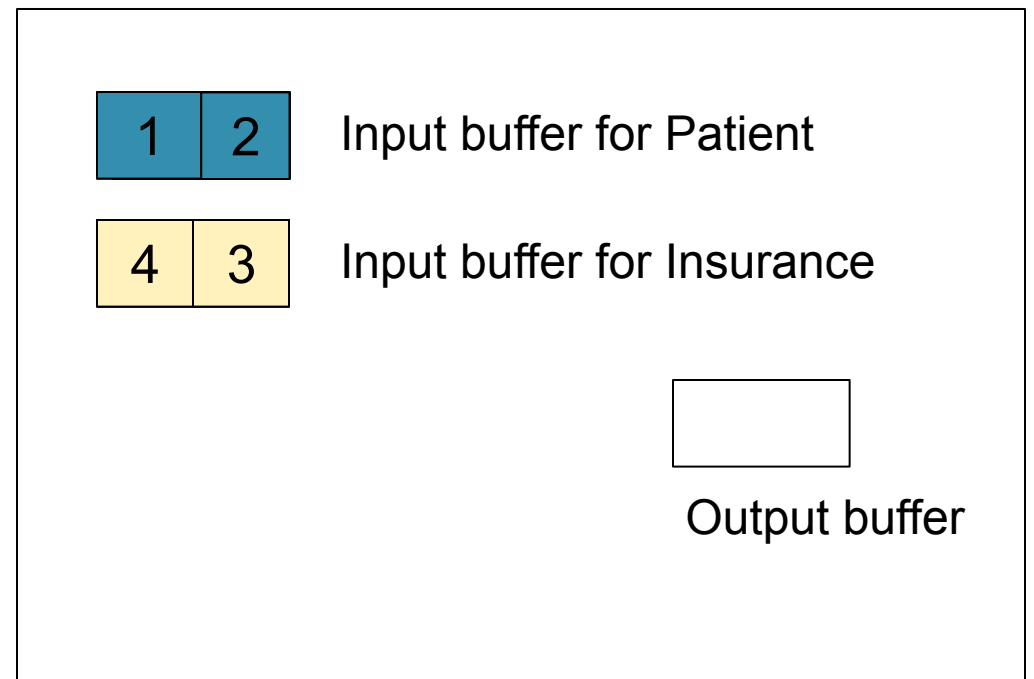 1 2 Input buffer for Patient
4 3 Input buffer for Insurance
Output buffer